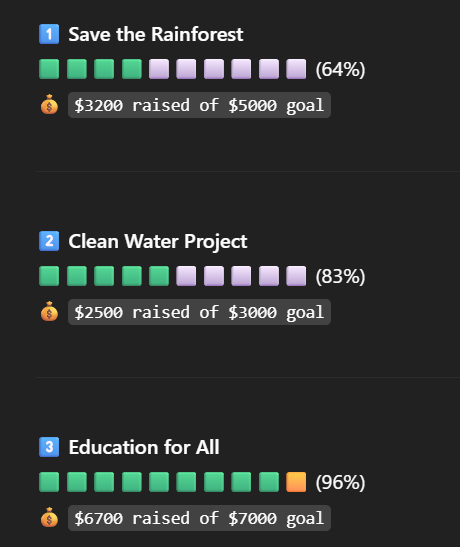 1 Save the Rainforest
(64%)
$3200 raised of $5000 goal
2 Clean Water Project
(83%)
$2500 raised of $3000 goal
3 Education for All
(96%)
$6700 raised of $7000 goal